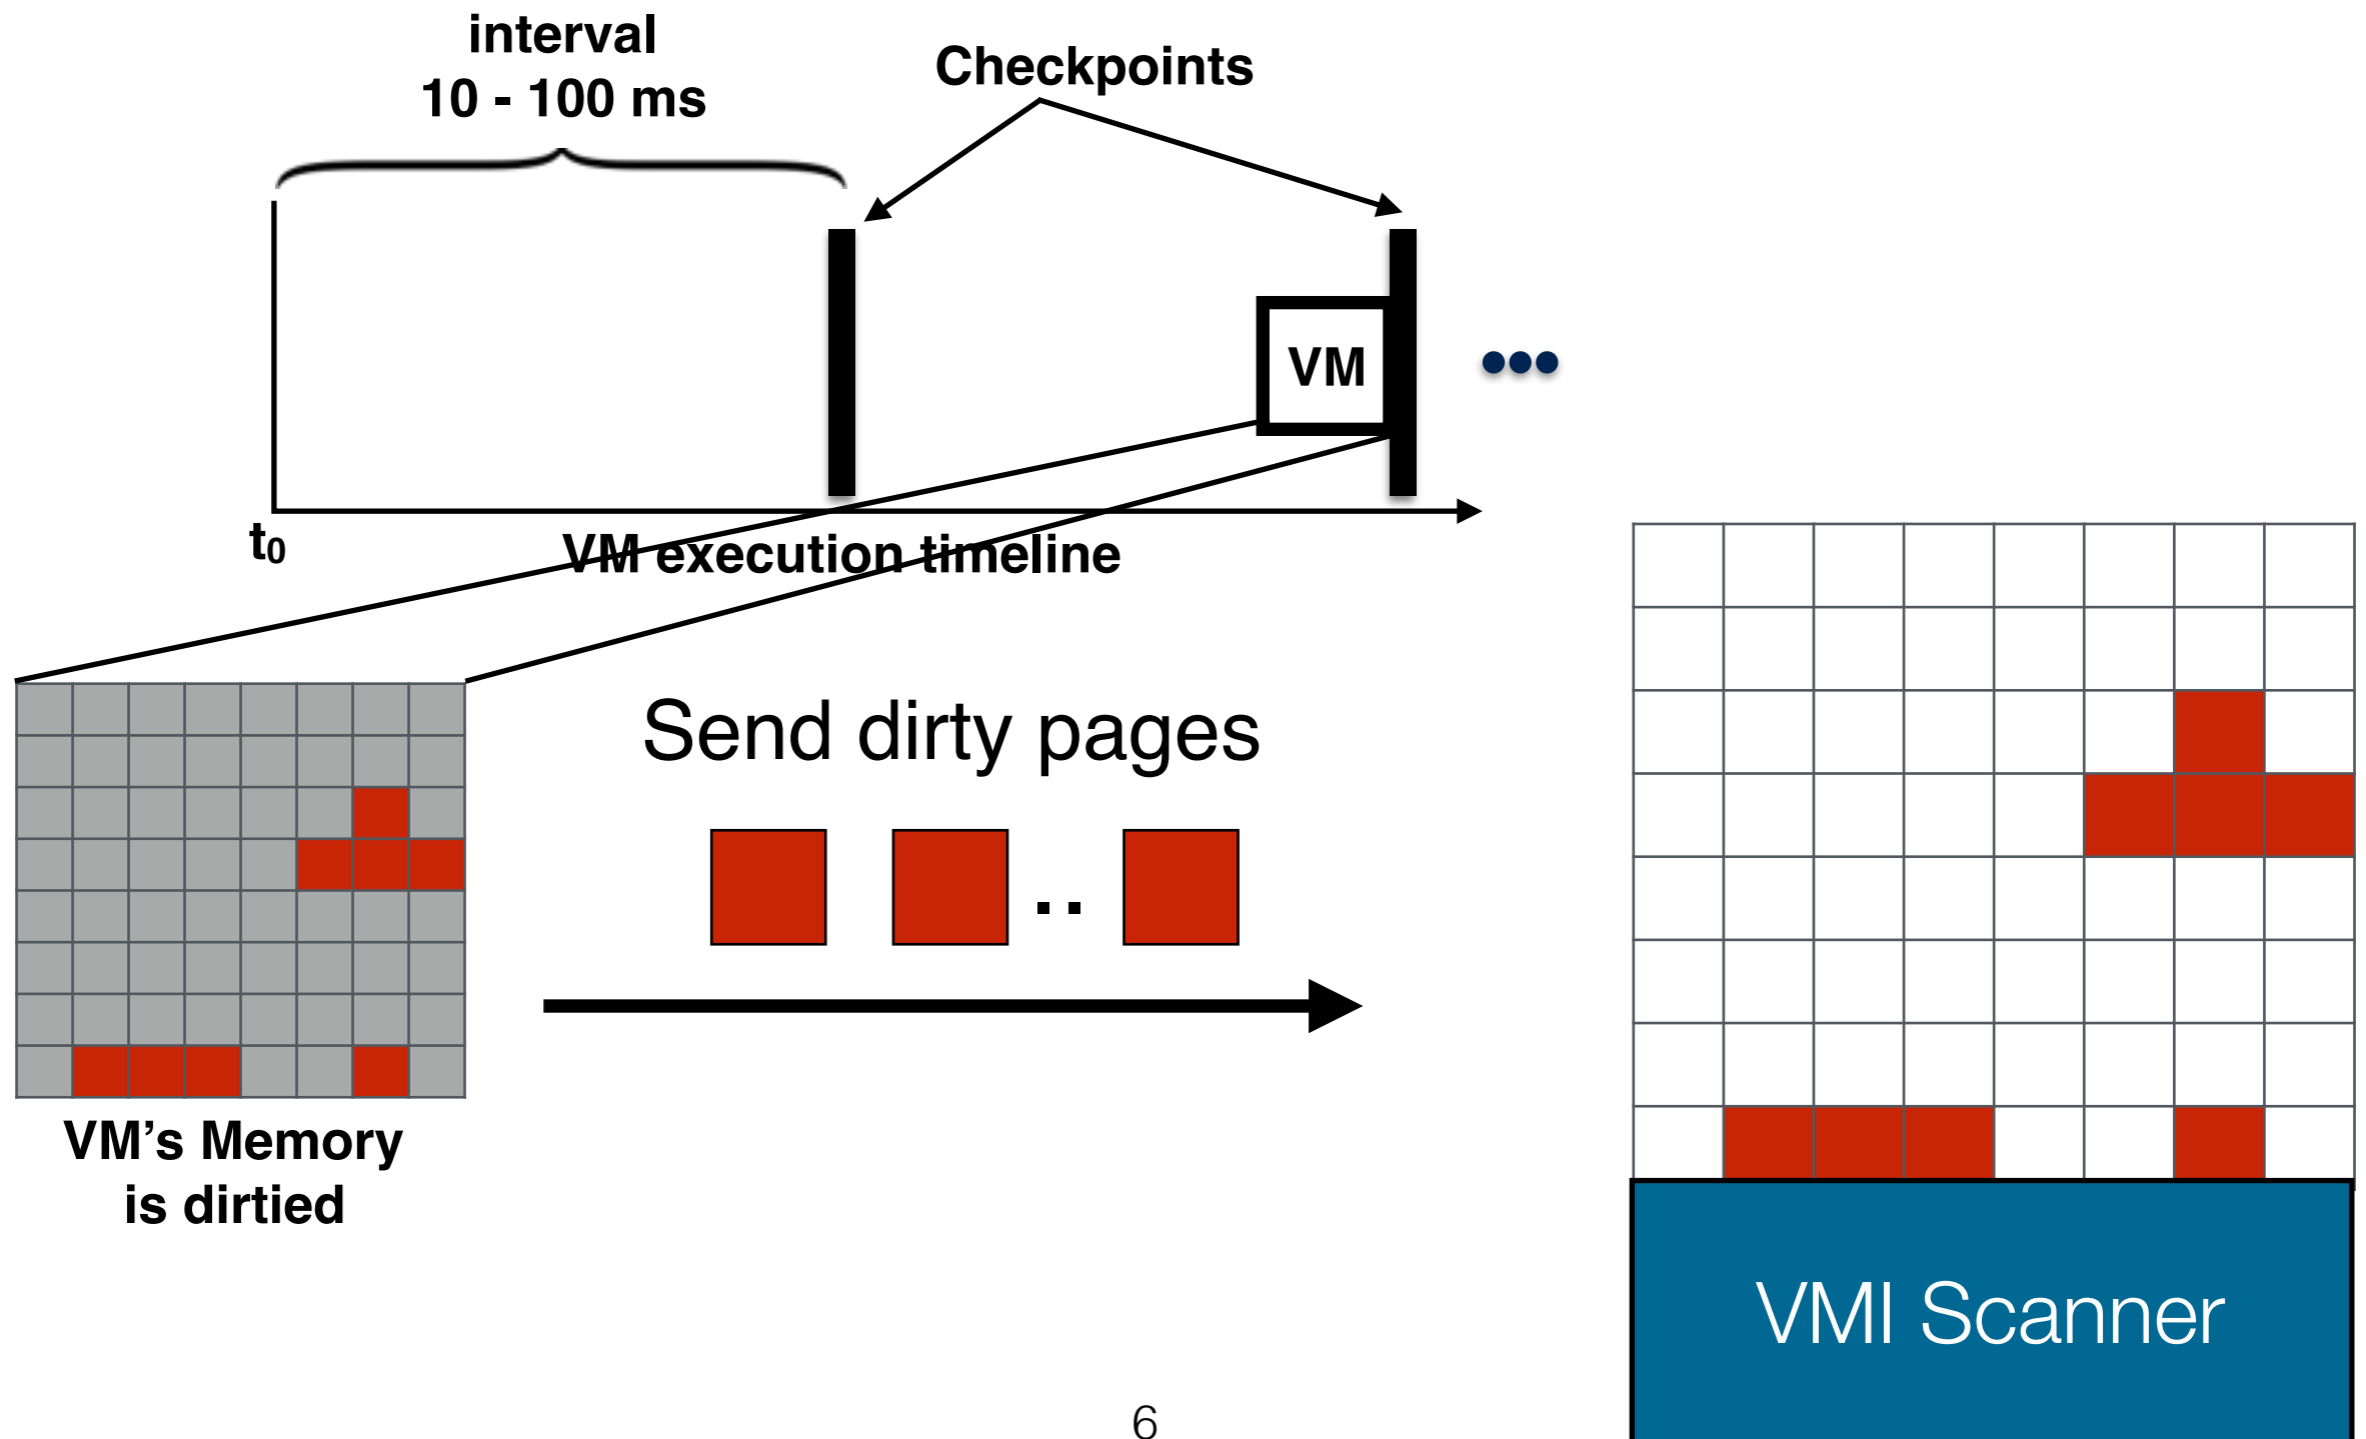 interval
10 - 100 ms
Checkpoints
VM
•••
t₀
VM execution timeline
Send dirty pages
..
VM’s Memory
is dirtied
VMI Scanner
6